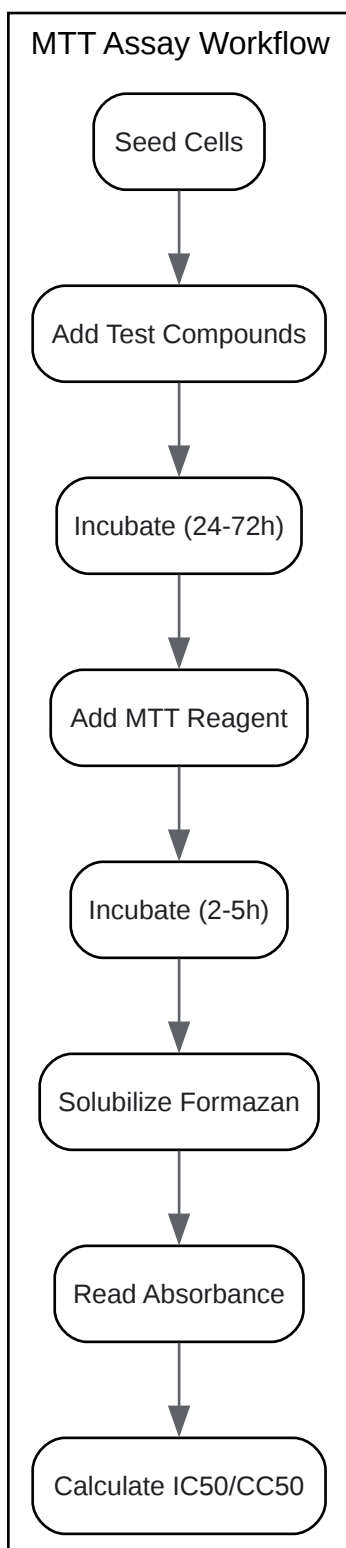 MTT Assay Workflow
Seed Cells
Add Test Compounds
Incubate (24-72h)
Add MTT Reagent
Incubate (2-5h)
Solubilize Formazan
Read Absorbance
Calculate IC50/CC50